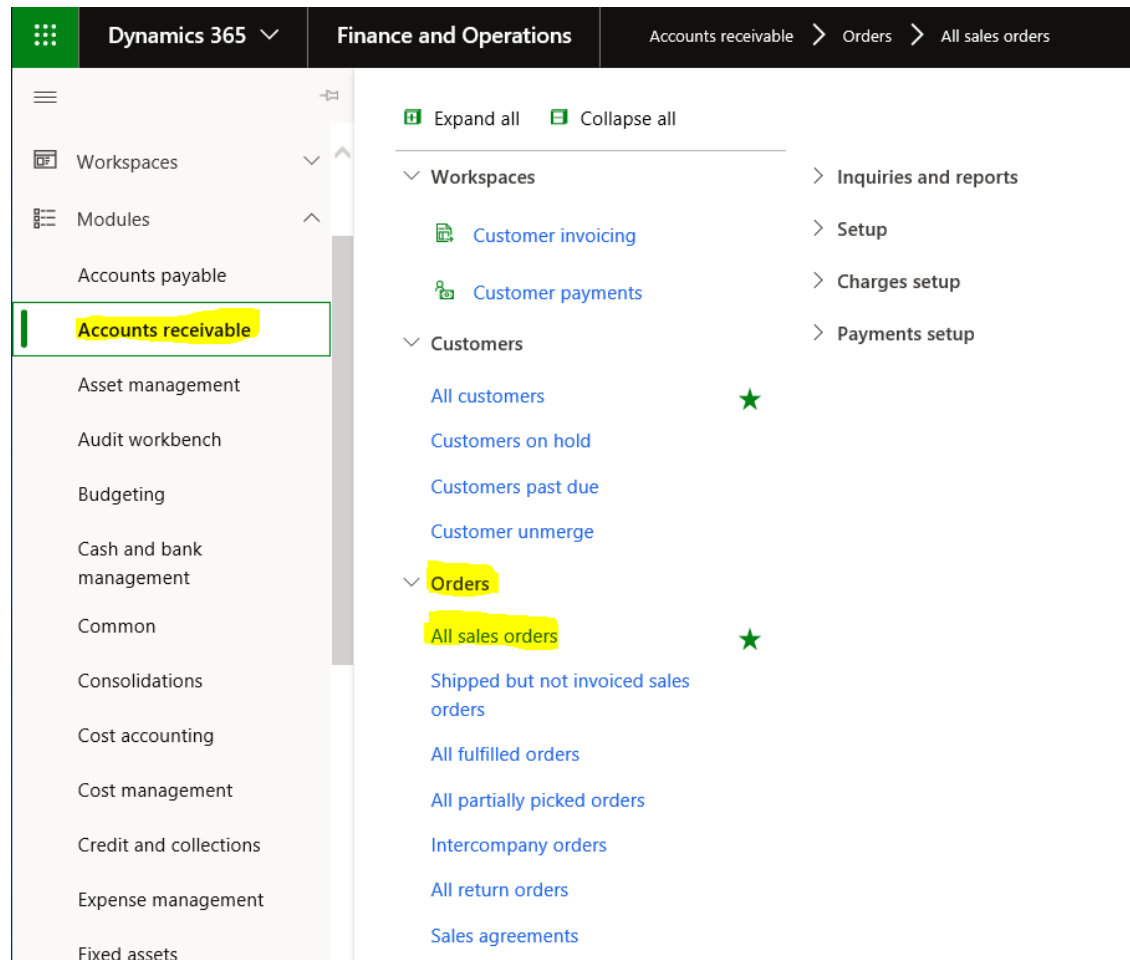 Dynamics 365
Finance and Operations
Accounts receivable
Orders
All sales orders
Workspaces
Modules
Accounts payable
Accounts receivable
Asset management
Audit workbench
Budgeting
Cash and bank
management
Common
Consolidations
Cost accounting
Cost management
Credit and collections
Expense management
Fixed assets
Expand all
Collapse all
Workspaces
Customer invoicing
Customer payments
Customers
All customers
Customers on hold
Customers past due
Customer unmerge
Orders
All sales orders
Shipped but not invoiced sales
orders
All fulfilled orders
All partially picked orders
Intercompany orders
All return orders
Sales agreements
Inquiries and reports
Setup
Charges setup
Payments setup